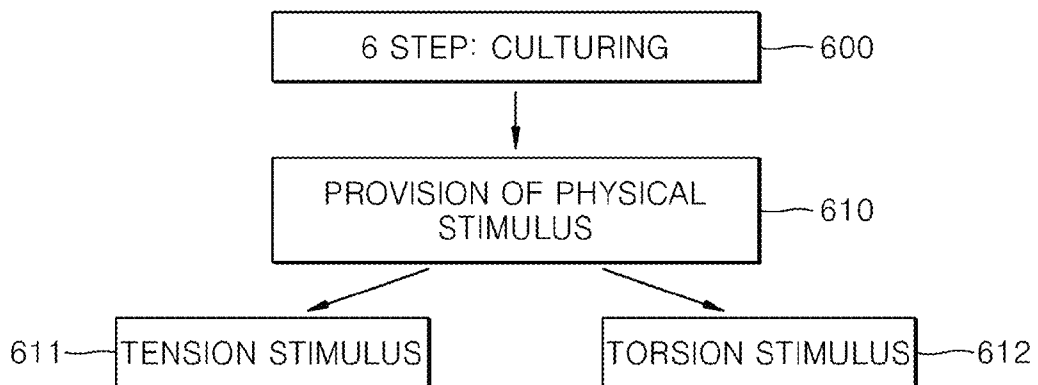 6 STEP: CULTURING
600
PROVISION OF PHYSICAL
STIMULUS
610
611
TENSION STIMULUS
TORSION STIMULUS
612